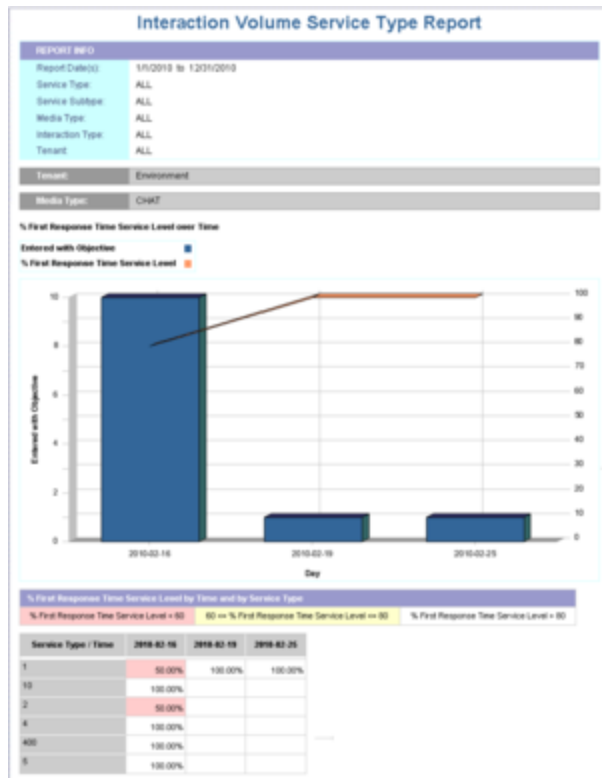 Interaction Volume Service Type Report
REPORT INFO
Report Date(s): 1/1/2010 to 12/31/2010
Service Type: ALL
Service Subtype: ALL
Media Type: ALL
Interaction Type: ALL
Tenant: ALL
Tenant: Environment
Media Type: CHAT
% First Response Time Service Level over Time
Entered with Objective
% First Response Time Service Level
10 100
90
8 80
70
6 60
50
4 40
30
2 20
10
0 0
Entered with Objective
2010-02-16 2010-02-19 2010-02-25
Day
% First Response Time Service Level by Time and by Service Type
% First Response Time Service Level < 60 60 <= % First Response Time Service Level <= 80 % First Response Time Service Level > 80
Service Type / Time 2010-02-16 2010-02-19 2010-02-25
1 50.00% 100.00% 100.00%
10 100.00%
2 50.00%
4 100.00%
400 100.00%
5 100.00%